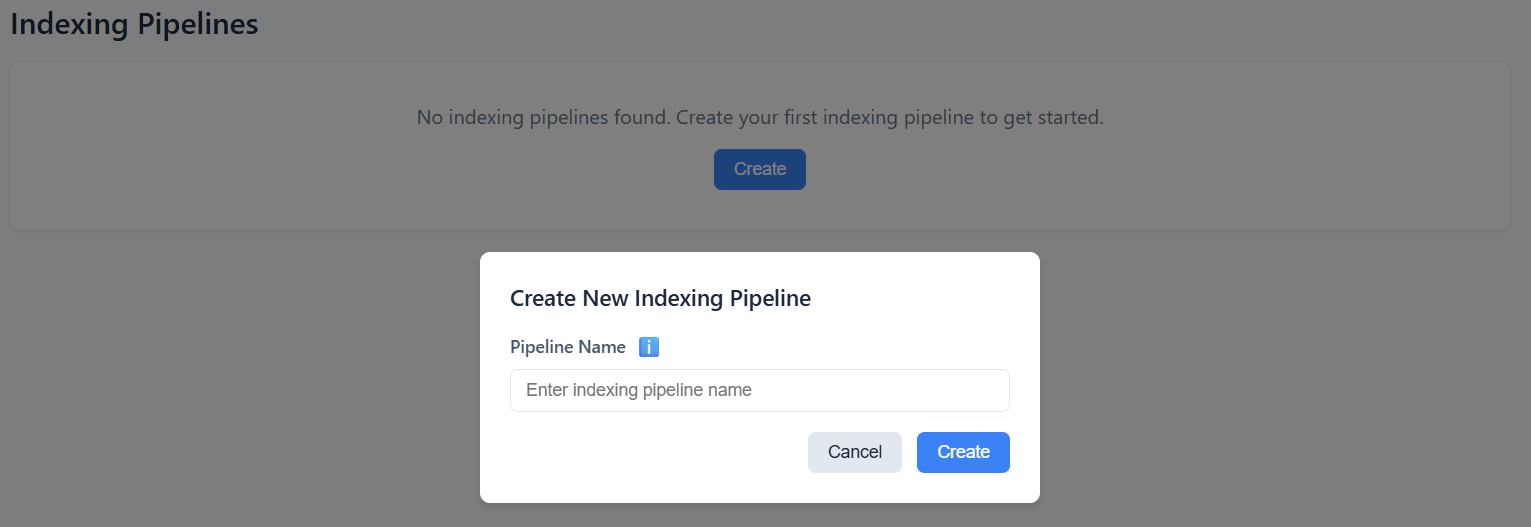 Indexing Pipelines
No indexing pipelines found. Create your first indexing pipeline to get started.
Create
Create New Indexing Pipeline
Pipeline Name ℹ️
Enter indexing pipeline name
Cancel Create